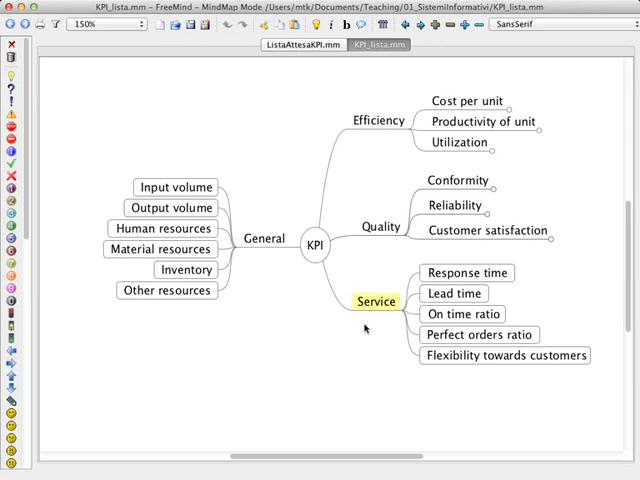 KPI_lista.mm – FreeMind – MindMap Mode /Users/mtk/Documents/Teaching/01_SistemiInformativi/KPI_lista.mm
150%
SansSerif
ListaAttesaKPI.mm
KPI_lista.mm
Efficiency
Cost per unit
Productivity of unit
Utilization
Quality
Conformity
Reliability
Customer satisfaction
Service
Response time
Lead time
On time ratio
Perfect orders ratio
Flexibility towards customers
KPI
General
Input volume
Output volume
Human resources
Material resources
Inventory
Other resources